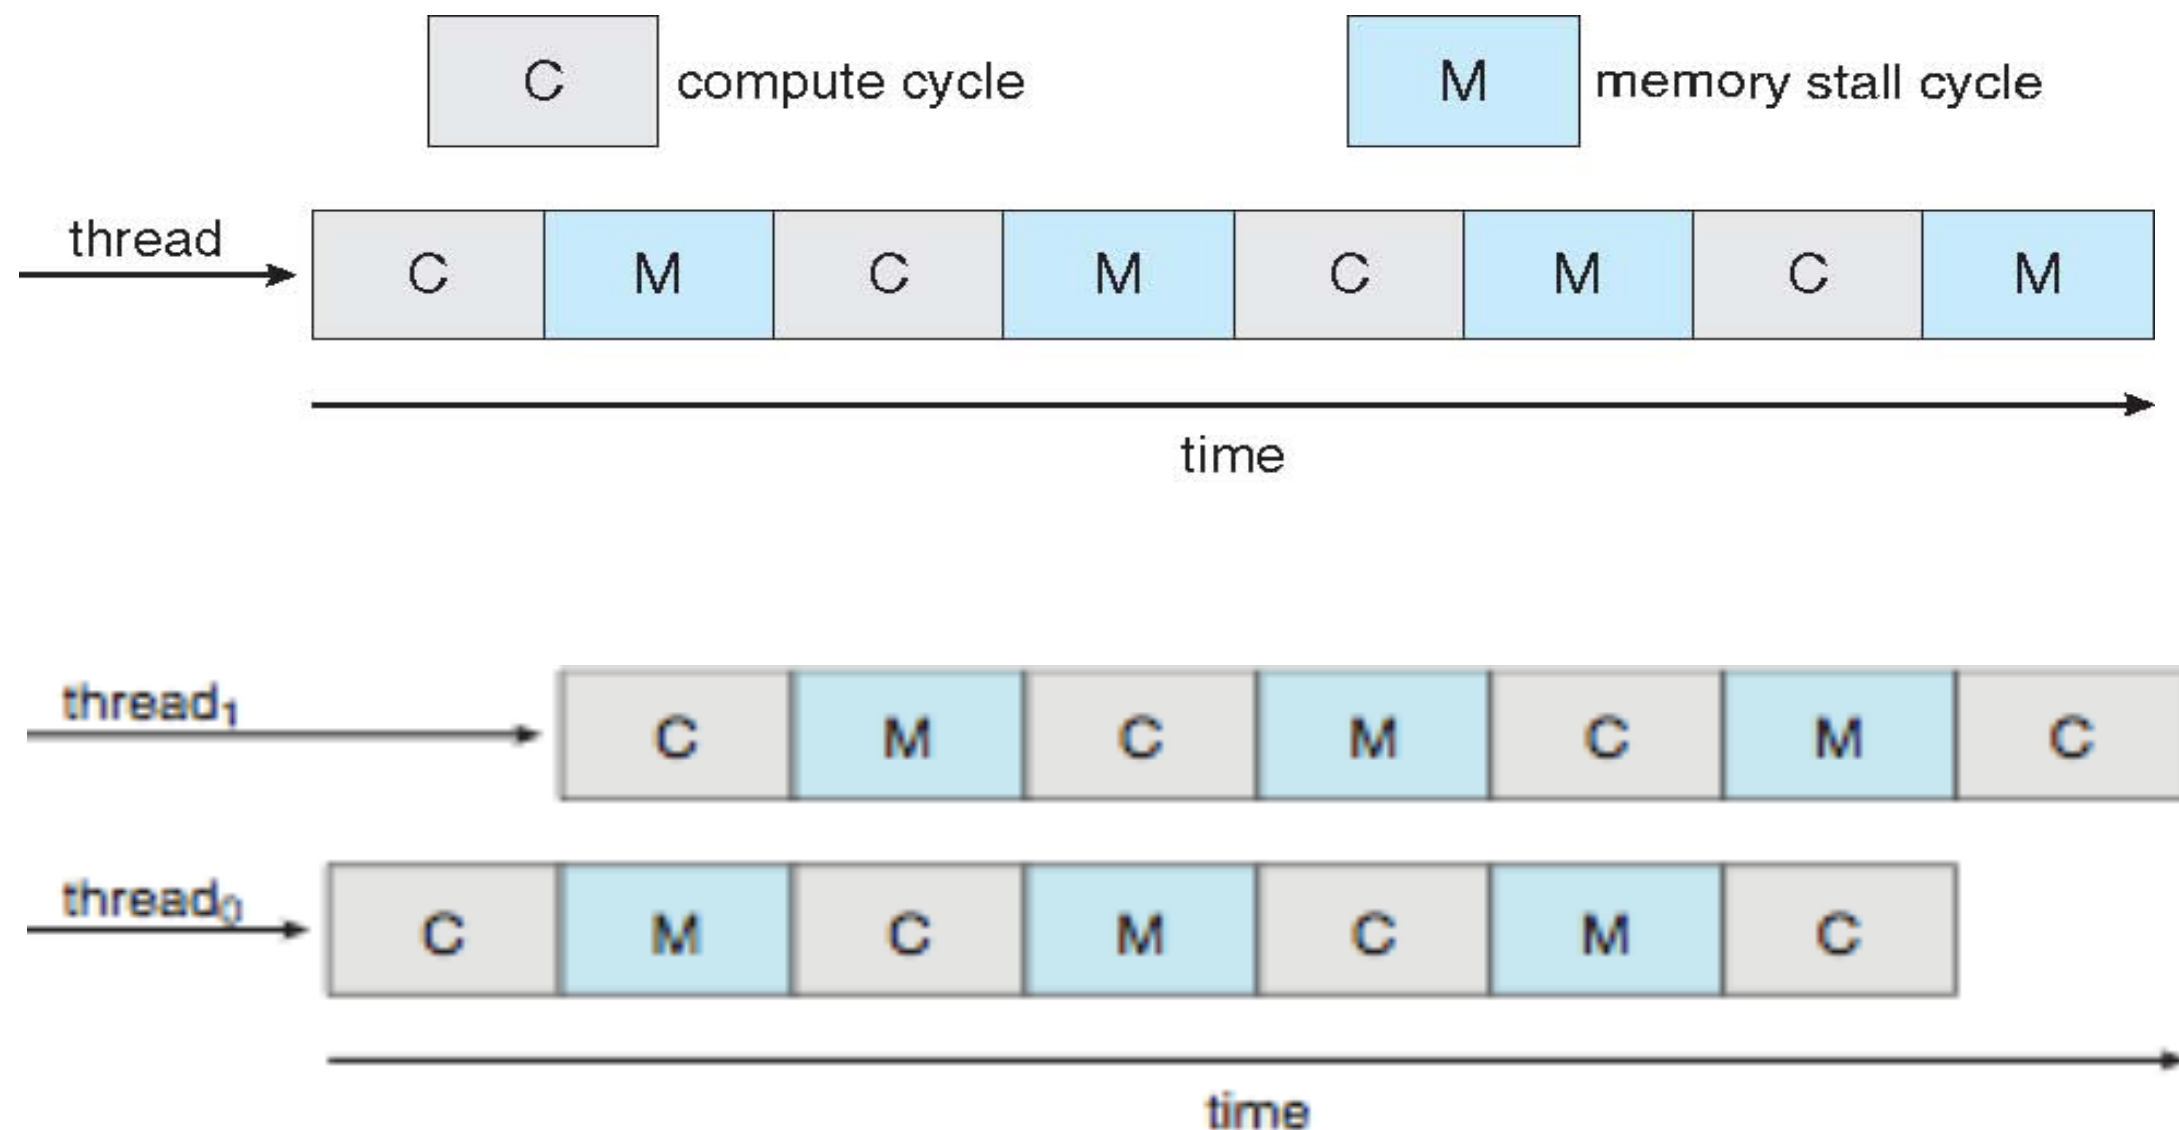 C compute cycle M memory stall cycle
thread
C M C M C M C M
time
thread₁
C M C M C M C
thread₀
C M C M C M C
time